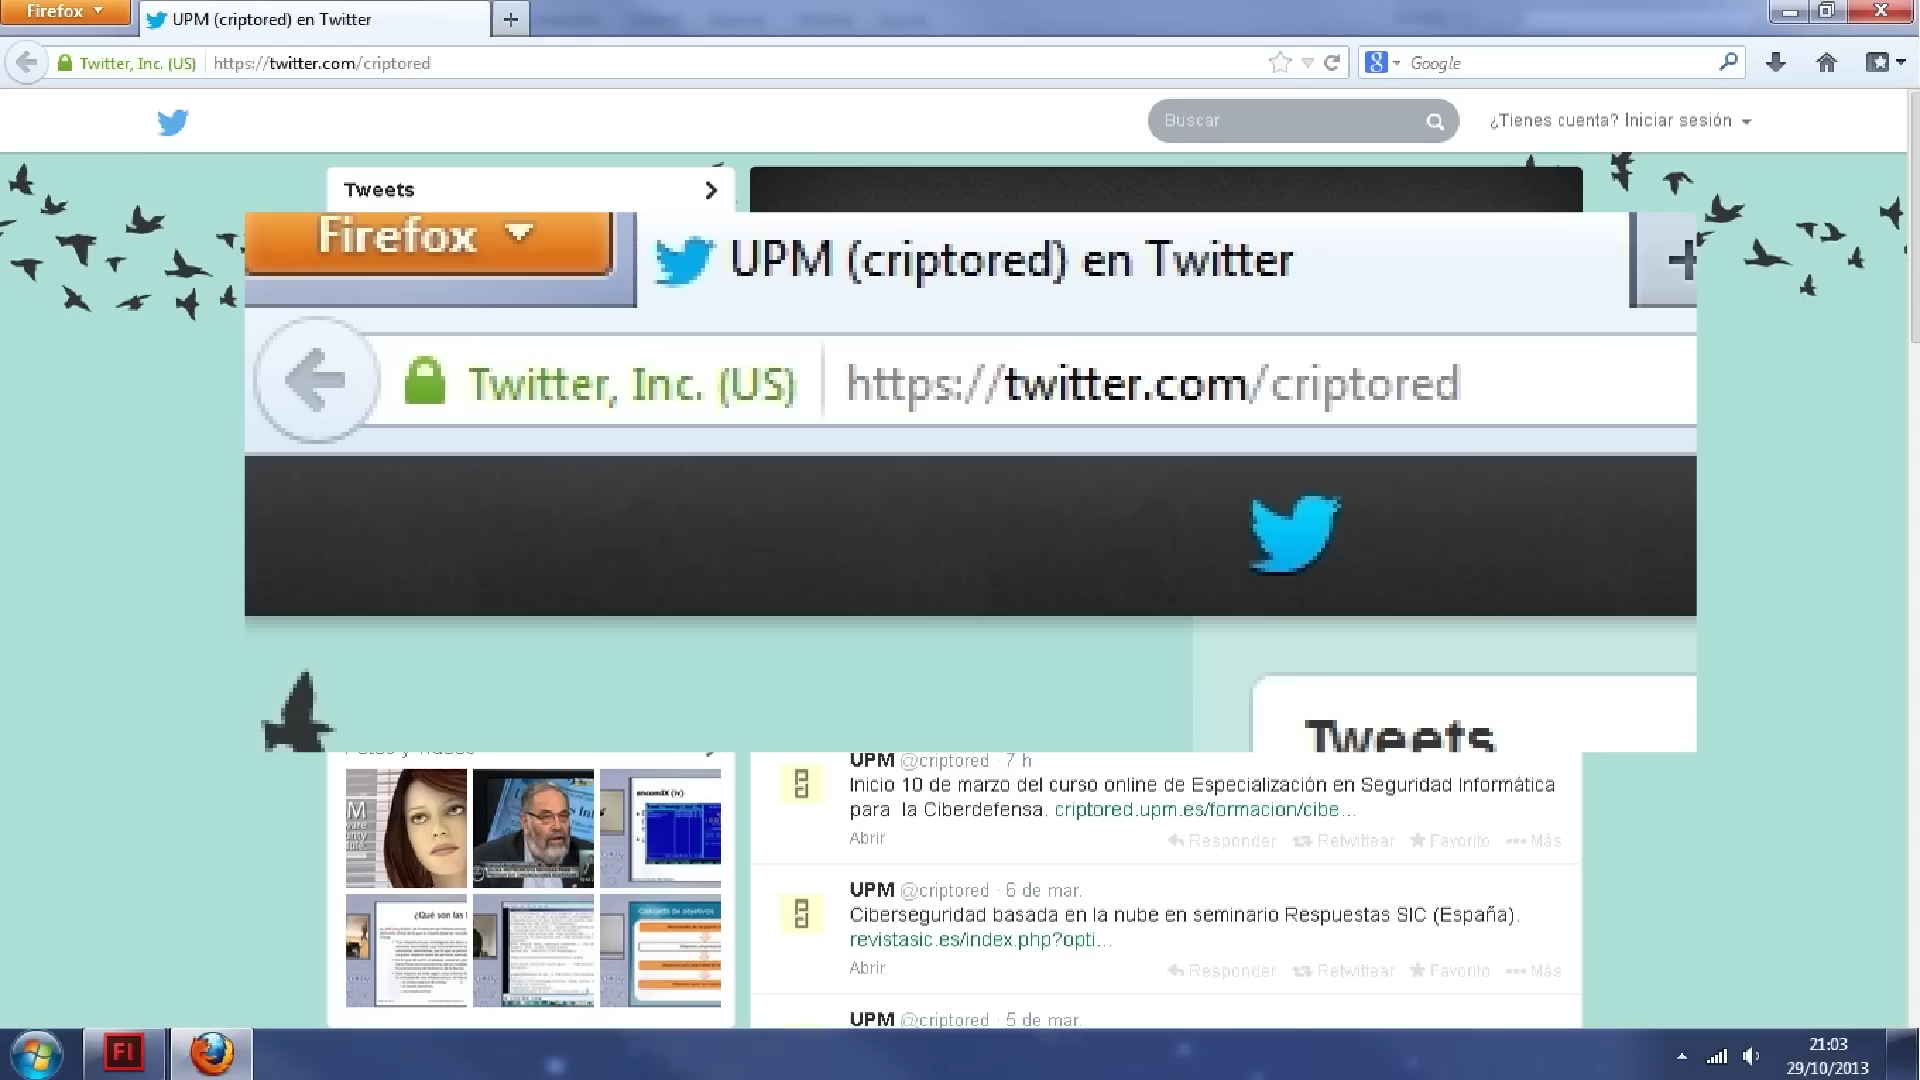 Firefox
UPM (criptored) en Twitter
Twitter, Inc. (US)
https://twitter.com/criptored
Google
Buscar
¿Tienes cuenta? Iniciar sesión
Tweets
Firefox
UPM (criptored) en Twitter
Twitter, Inc. (US)
https://twitter.com/criptored
Tweets
UPM @criptored · 7 h
Inicio 10 de marzo del curso online de Especialización en Seguridad Informática
para la Ciberdefensa. criptored.upm.es/formacion/cibe...
Abrir
Responder Retwittear Favorito Más
encomIX (iv)
UPM @criptored · 6 de mar.
Ciberseguridad basada en la nube en seminario Respuestas SIC (España).
revistasic.es/index.php?opti...
Abrir
Responder Retwittear Favorito Más
¿Qué son las
UPM @criptored · 5 de mar.
21:03
29/10/2013